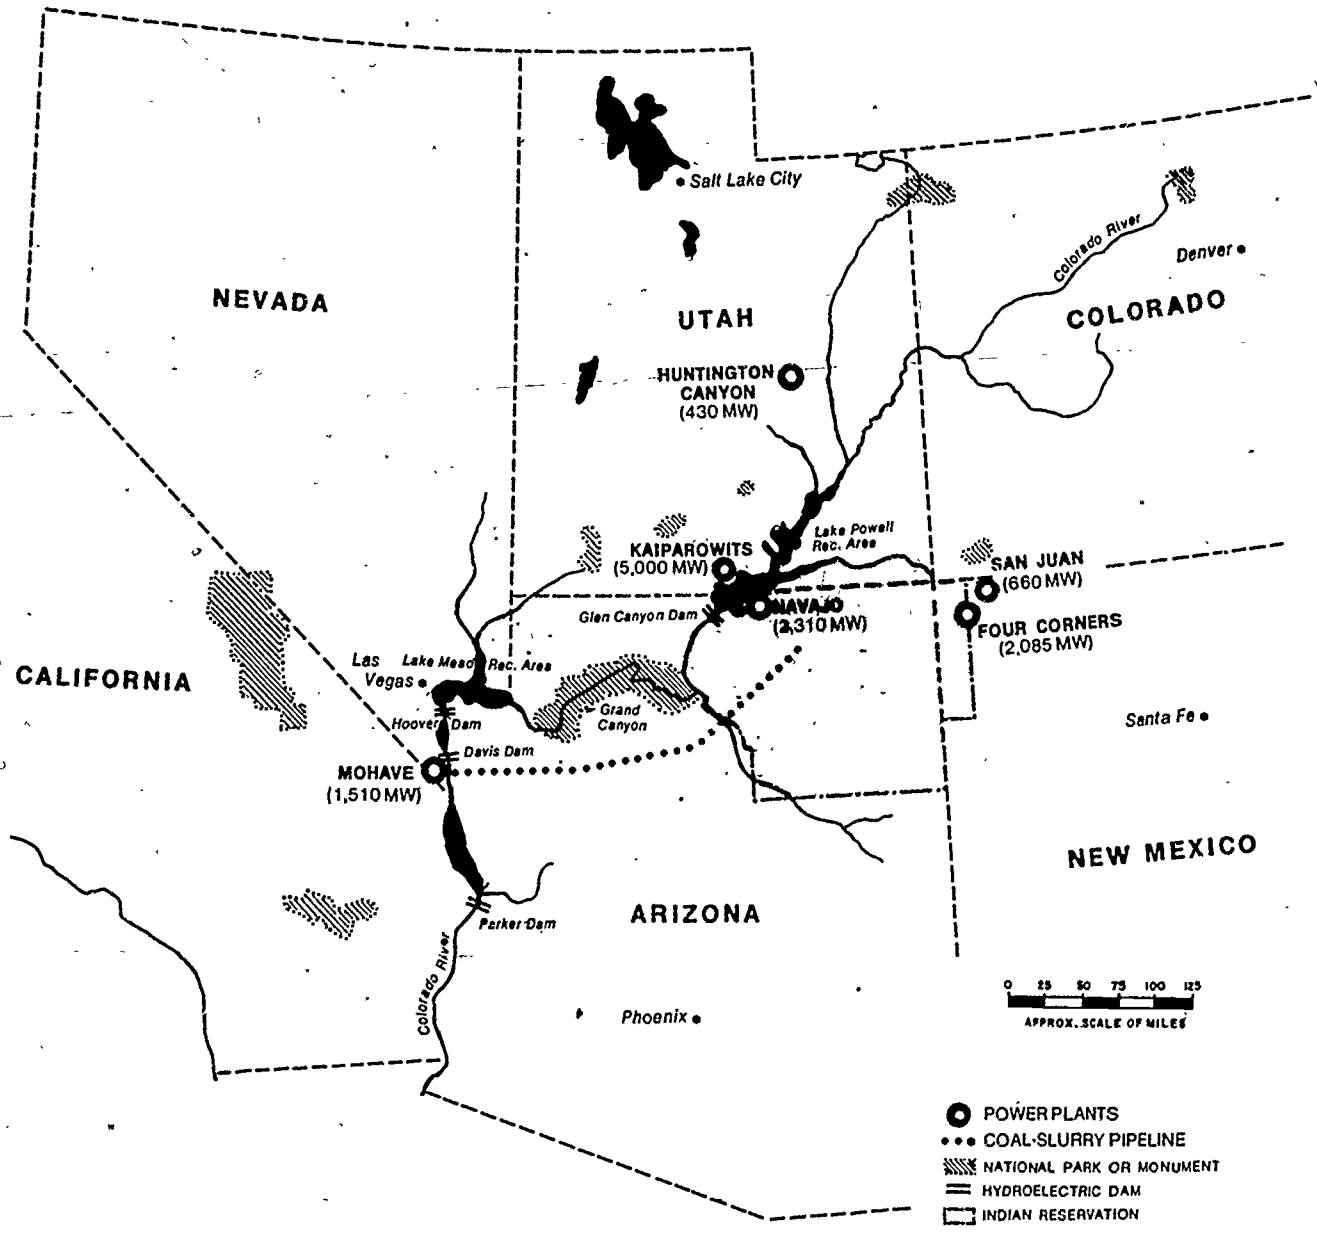 Salt Lake City
Colorado River
Denver
NEVADA
UTAH
COLORADO
HUNTINGTON
CANYON
(430 MW)
Lake Powell
Rec. Area
KAIPAROWITS
(5,000 MW)
SAN JUAN
(660 MW)
Glen Canyon Dam
NAVAJO
(2,310 MW)
FOUR CORNERS
(2,085 MW)
Las
Vegas
Lake Mead Rec. Area
CALIFORNIA
Grand
Canyon
Santa Fe
Hoover Dam
Davis Dam
MOHAVE
(1,510 MW)
NEW MEXICO
ARIZONA
Parker Dam
Colorado River
Phoenix
0 25 50 75 100 125
APPROX. SCALE OF MILES
POWER PLANTS
COAL-SLURRY PIPELINE
NATIONAL PARK OR MONUMENT
HYDROELECTRIC DAM
INDIAN RESERVATION